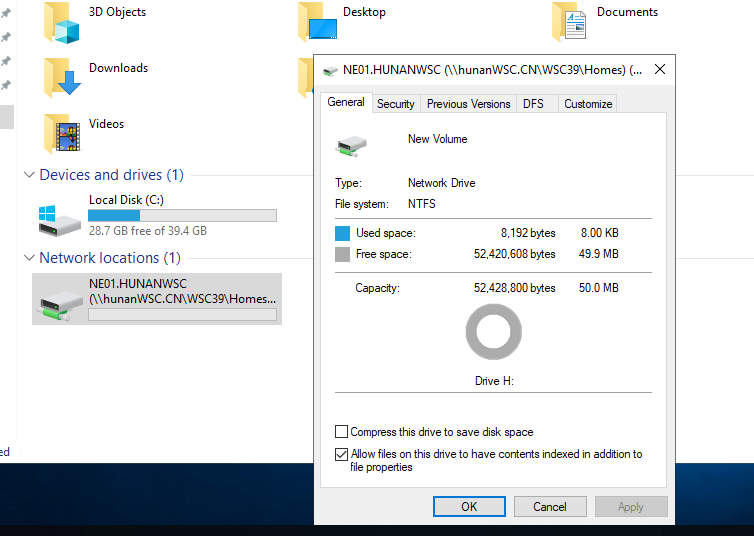 3D Objects
Desktop
Documents
Downloads
Videos
Devices and drives (1)
Local Disk (C:)
28.7 GB free of 39.4 GB
Network locations (1)
NE01.HUNANWSC
(\\hunanWSC.CN\WSC39\Homes...
ed
NE01.HUNANWSC (\\hunanWSC.CN\WSC39\Homes) (...
General
Security
Previous Versions
DFS
Customize
New Volume
Type: Network Drive
File system: NTFS
Used space: 8,192 bytes 8.00 KB
Free space: 52,420,608 bytes 49.9 MB
Capacity: 52,428,800 bytes 50.0 MB
Drive H:
Compress this drive to save disk space
Allow files on this drive to have contents indexed in addition to
file properties
OK
Cancel
Apply